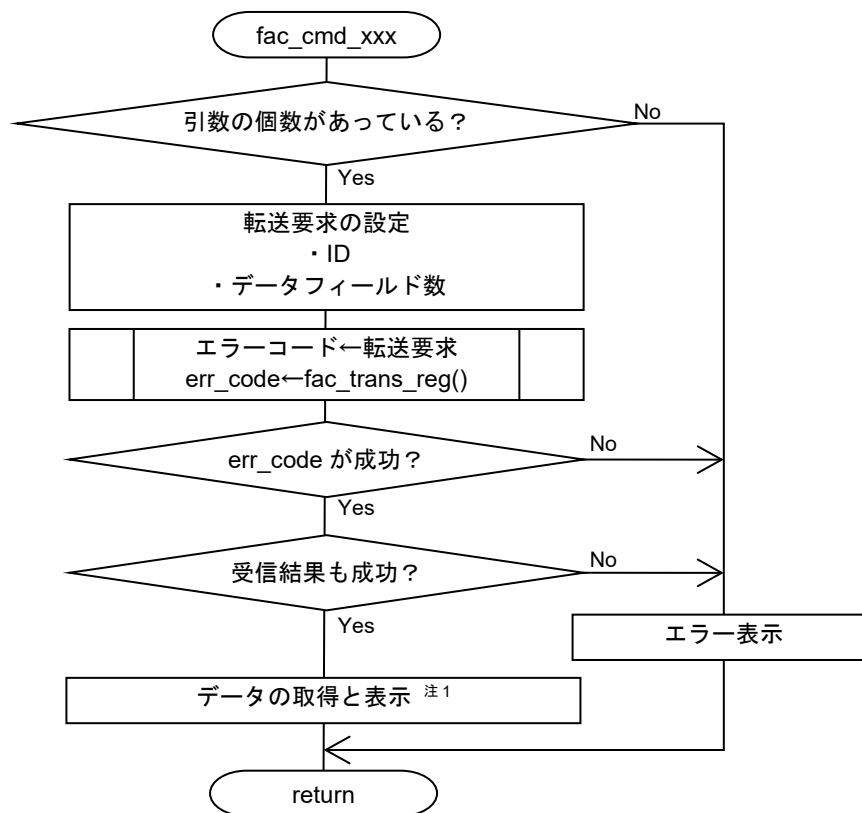 fac_cmd_xxx
引数の個数があっている？
No
Yes
転送要求の設定
・ID
・データフィールド数
エラーコード←転送要求
err_code←fac_trans_reg()
err_code が成功？
No
Yes
受信結果も成功？
No
Yes
エラー表示
データの取得と表示 注 1
return